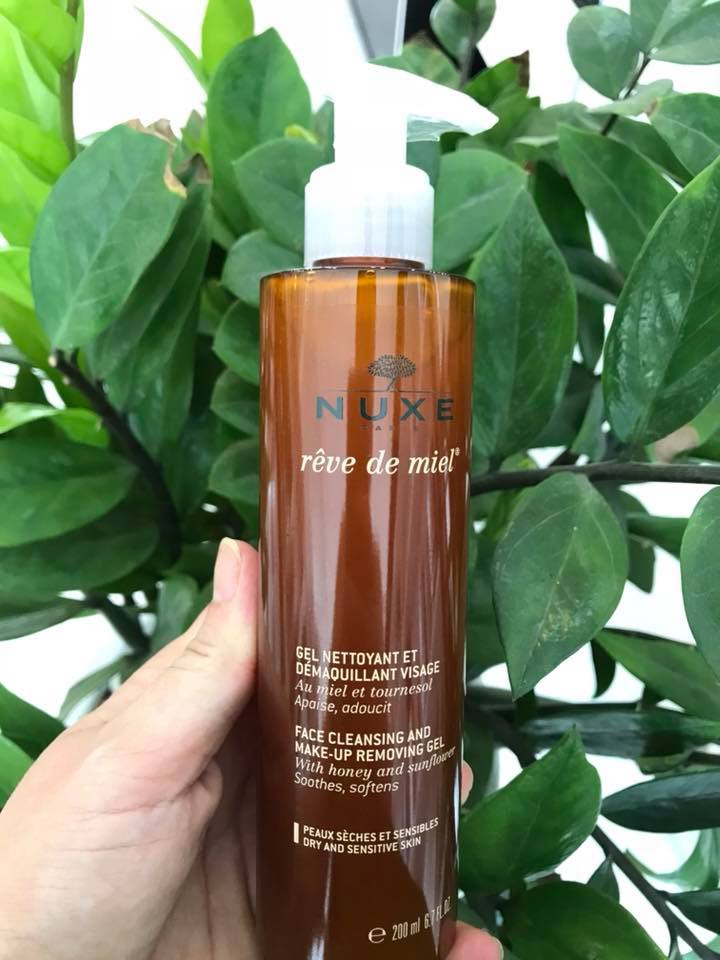 NUXE
PARIS
rêve de miel®
GEL NETTOYANT ET
DÉMAQUILLANT VISAGE
Au miel et tournesol
Apaise, adoucit
FACE CLEANSING AND
MAKE-UP REMOVING GEL
With honey and sunflower
Soothes, softens
PEAUX SÈCHES ET SENSIBLES
DRY AND SENSITIVE SKIN
℮ 200 ml 6.7 FL.OZ.